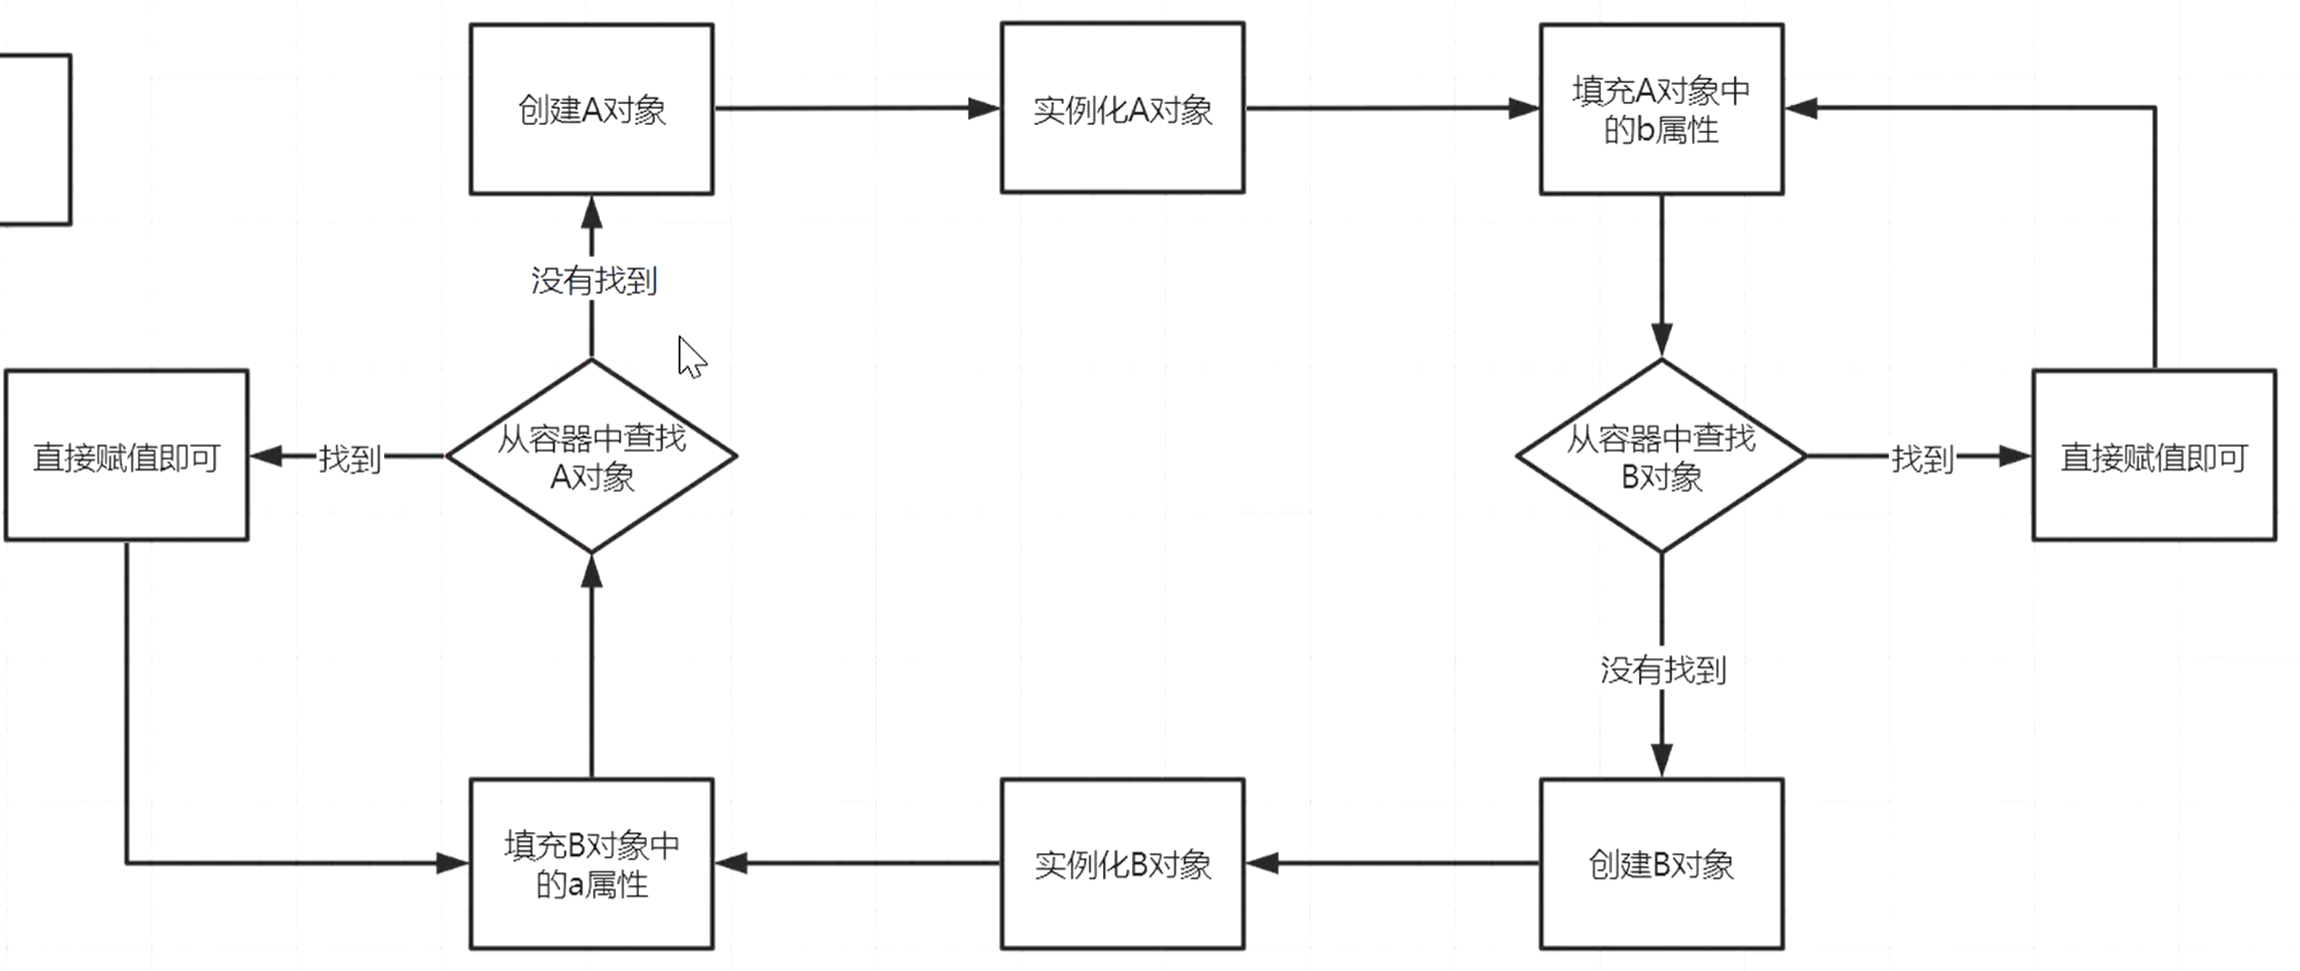 创建A对象
实例化A对象
填充A对象中
的b属性
没有找到
直接赋值即可
找到
从容器中查找
A对象
从容器中查找
B对象
找到
直接赋值即可
没有找到
填充B对象中
的a属性
实例化B对象
创建B对象